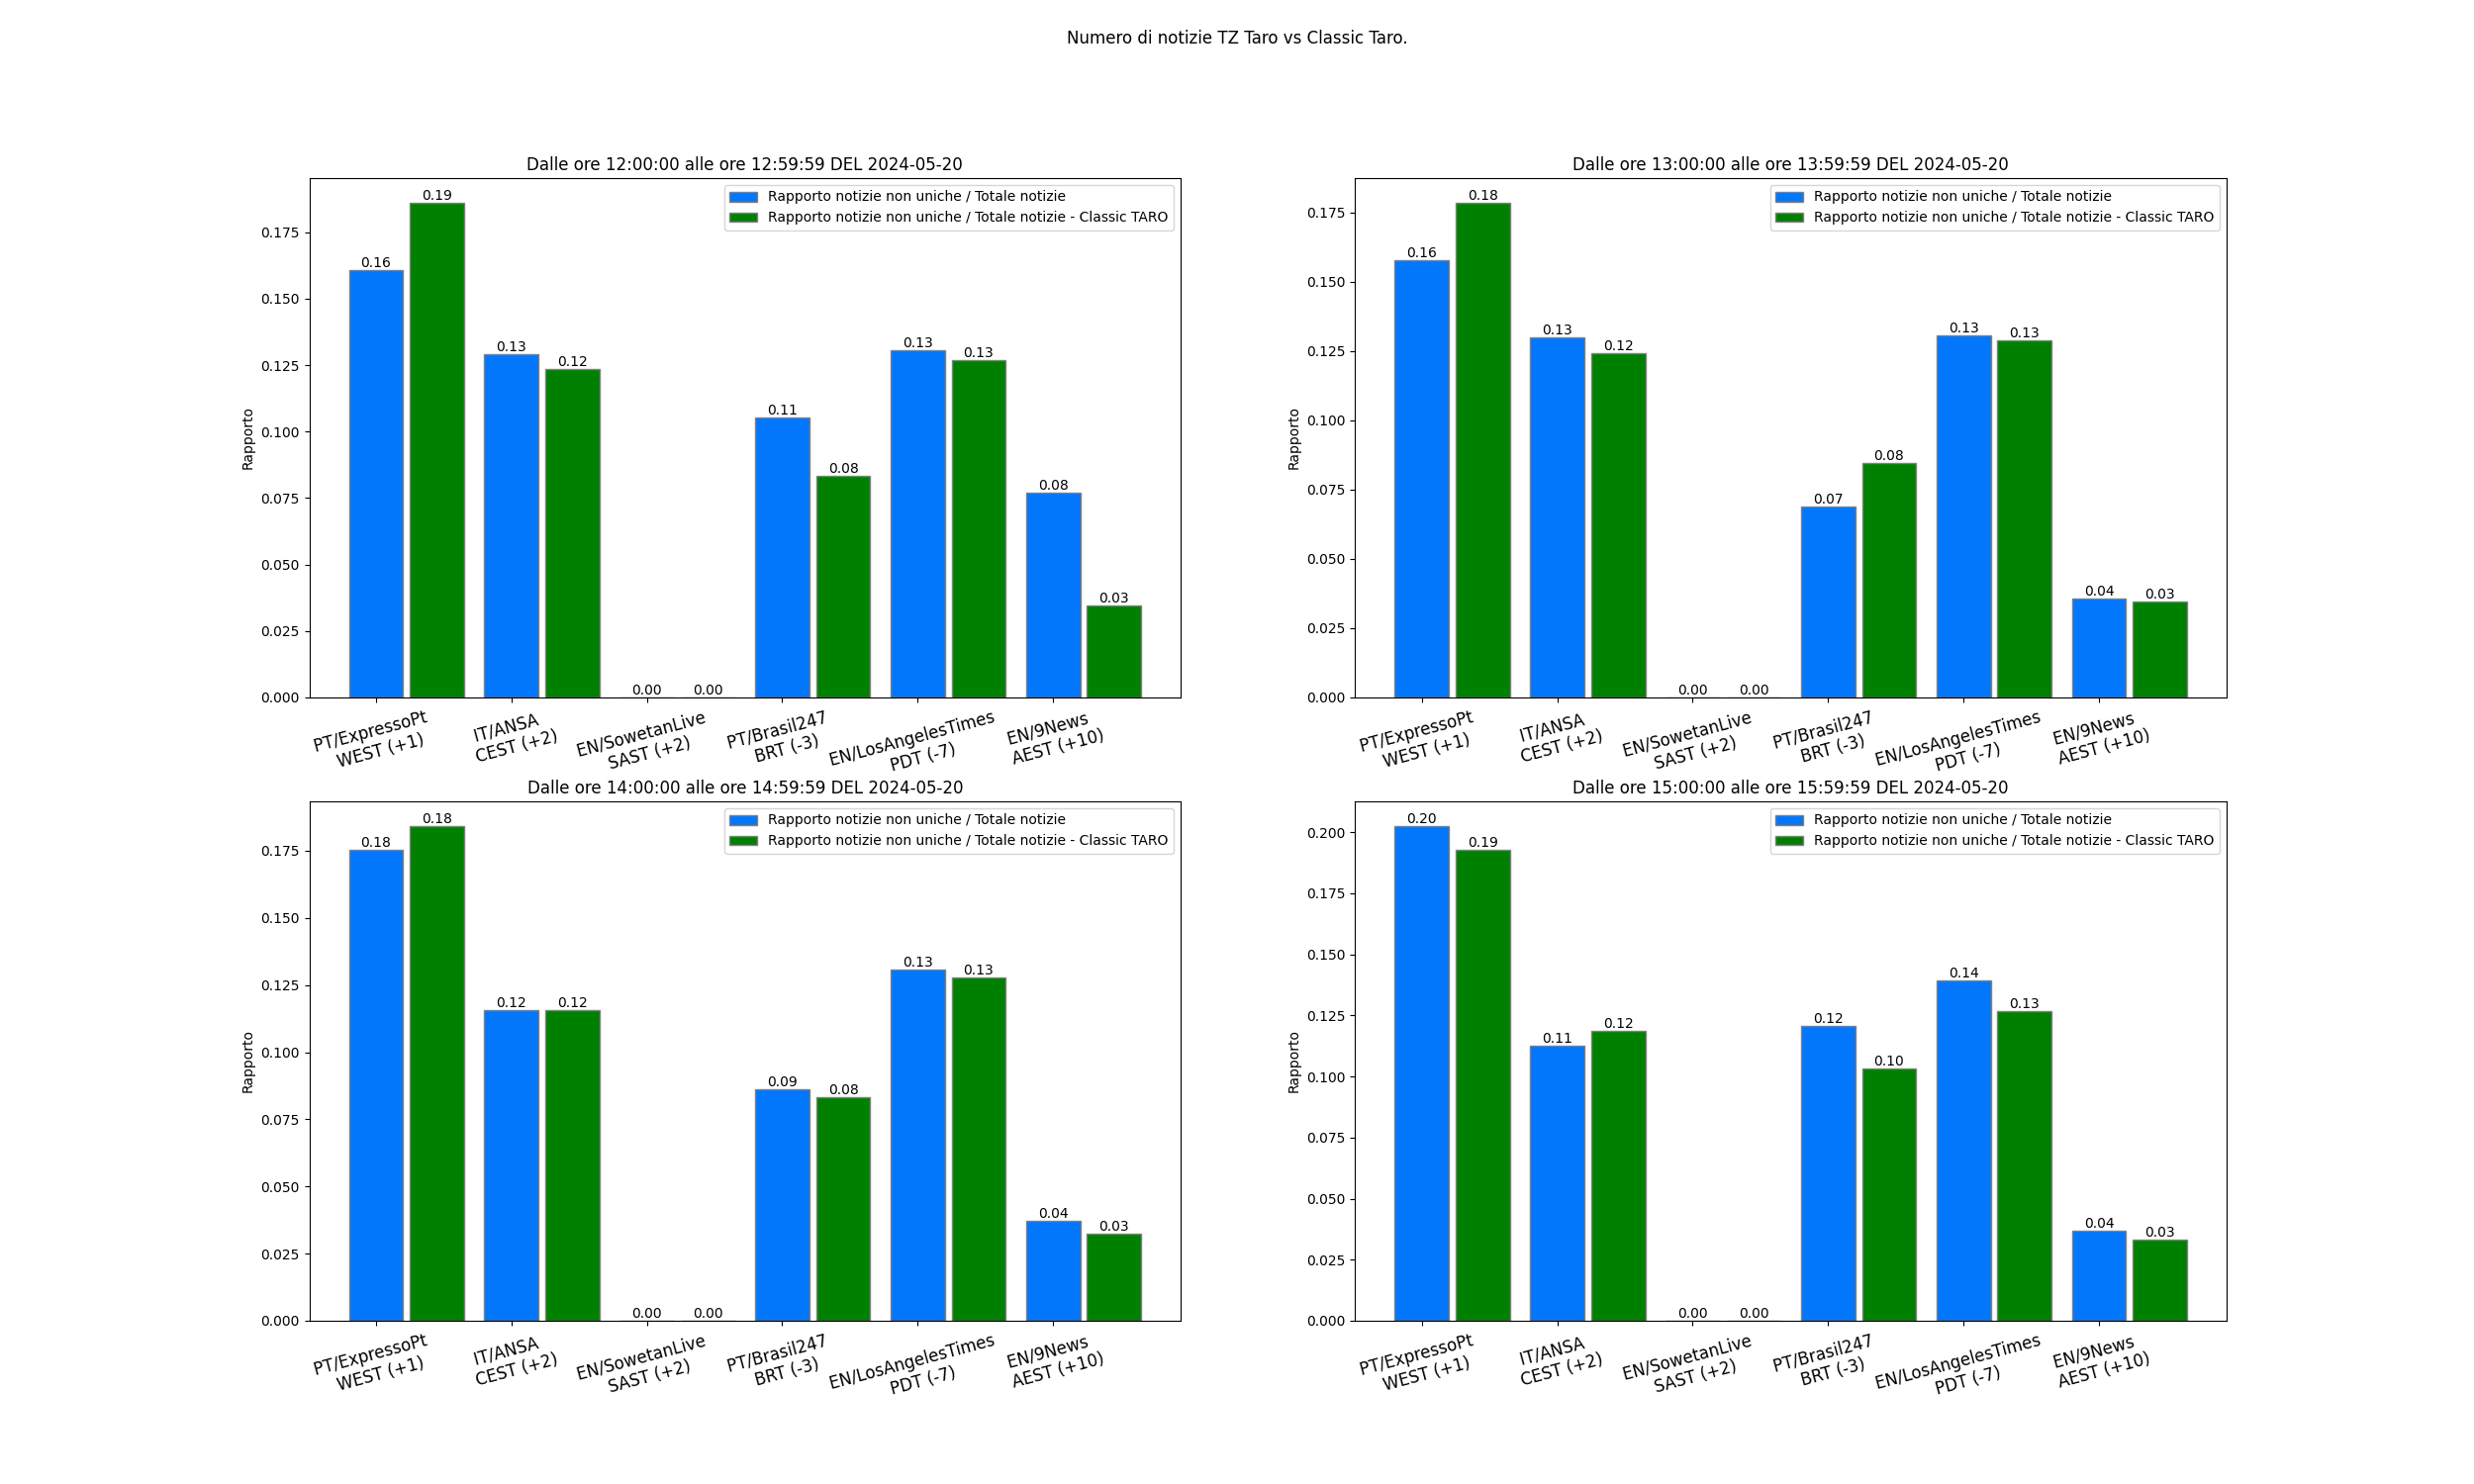 Numero di notizie TZ Taro vs Classic Taro.
Dalle ore 12:00:00 alle ore 12:59:59 DEL 2024-05-20
Rapporto notizie non uniche / Totale notizie
Rapporto notizie non uniche / Totale notizie - Classic TARO
Rapporto
0.175
0.150
0.125
0.100
0.075
0.050
0.025
0.000
0.16
0.19
0.13
0.12
0.00
0.00
0.11
0.08
0.13
0.13
0.08
0.03
PT/ExpressoPt
WEST (+1)
IT/ANSA
CEST (+2)
EN/SowetanLive
SAST (+2)
PT/Brasil247
BRT (-3)
EN/LosAngelesTimes
PDT (-7)
EN/9News
AEST (+10)
Dalle ore 13:00:00 alle ore 13:59:59 DEL 2024-05-20
Rapporto notizie non uniche / Totale notizie
Rapporto notizie non uniche / Totale notizie - Classic TARO
Rapporto
0.175
0.150
0.125
0.100
0.075
0.050
0.025
0.000
0.16
0.18
0.13
0.12
0.00
0.00
0.07
0.08
0.13
0.13
0.04
0.03
PT/ExpressoPt
WEST (+1)
IT/ANSA
CEST (+2)
EN/SowetanLive
SAST (+2)
PT/Brasil247
BRT (-3)
EN/LosAngelesTimes
PDT (-7)
EN/9News
AEST (+10)
Dalle ore 14:00:00 alle ore 14:59:59 DEL 2024-05-20
Rapporto notizie non uniche / Totale notizie
Rapporto notizie non uniche / Totale notizie - Classic TARO
Rapporto
0.175
0.150
0.125
0.100
0.075
0.050
0.025
0.000
0.18
0.18
0.12
0.12
0.00
0.00
0.09
0.08
0.13
0.13
0.04
0.03
PT/ExpressoPt
WEST (+1)
IT/ANSA
CEST (+2)
EN/SowetanLive
SAST (+2)
PT/Brasil247
BRT (-3)
EN/LosAngelesTimes
PDT (-7)
EN/9News
AEST (+10)
Dalle ore 15:00:00 alle ore 15:59:59 DEL 2024-05-20
Rapporto notizie non uniche / Totale notizie
Rapporto notizie non uniche / Totale notizie - Classic TARO
Rapporto
0.200
0.175
0.150
0.125
0.100
0.075
0.050
0.025
0.000
0.20
0.19
0.11
0.12
0.00
0.00
0.12
0.10
0.14
0.13
0.04
0.03
PT/ExpressoPt
WEST (+1)
IT/ANSA
CEST (+2)
EN/SowetanLive
SAST (+2)
PT/Brasil247
BRT (-3)
EN/LosAngelesTimes
PDT (-7)
EN/9News
AEST (+10)